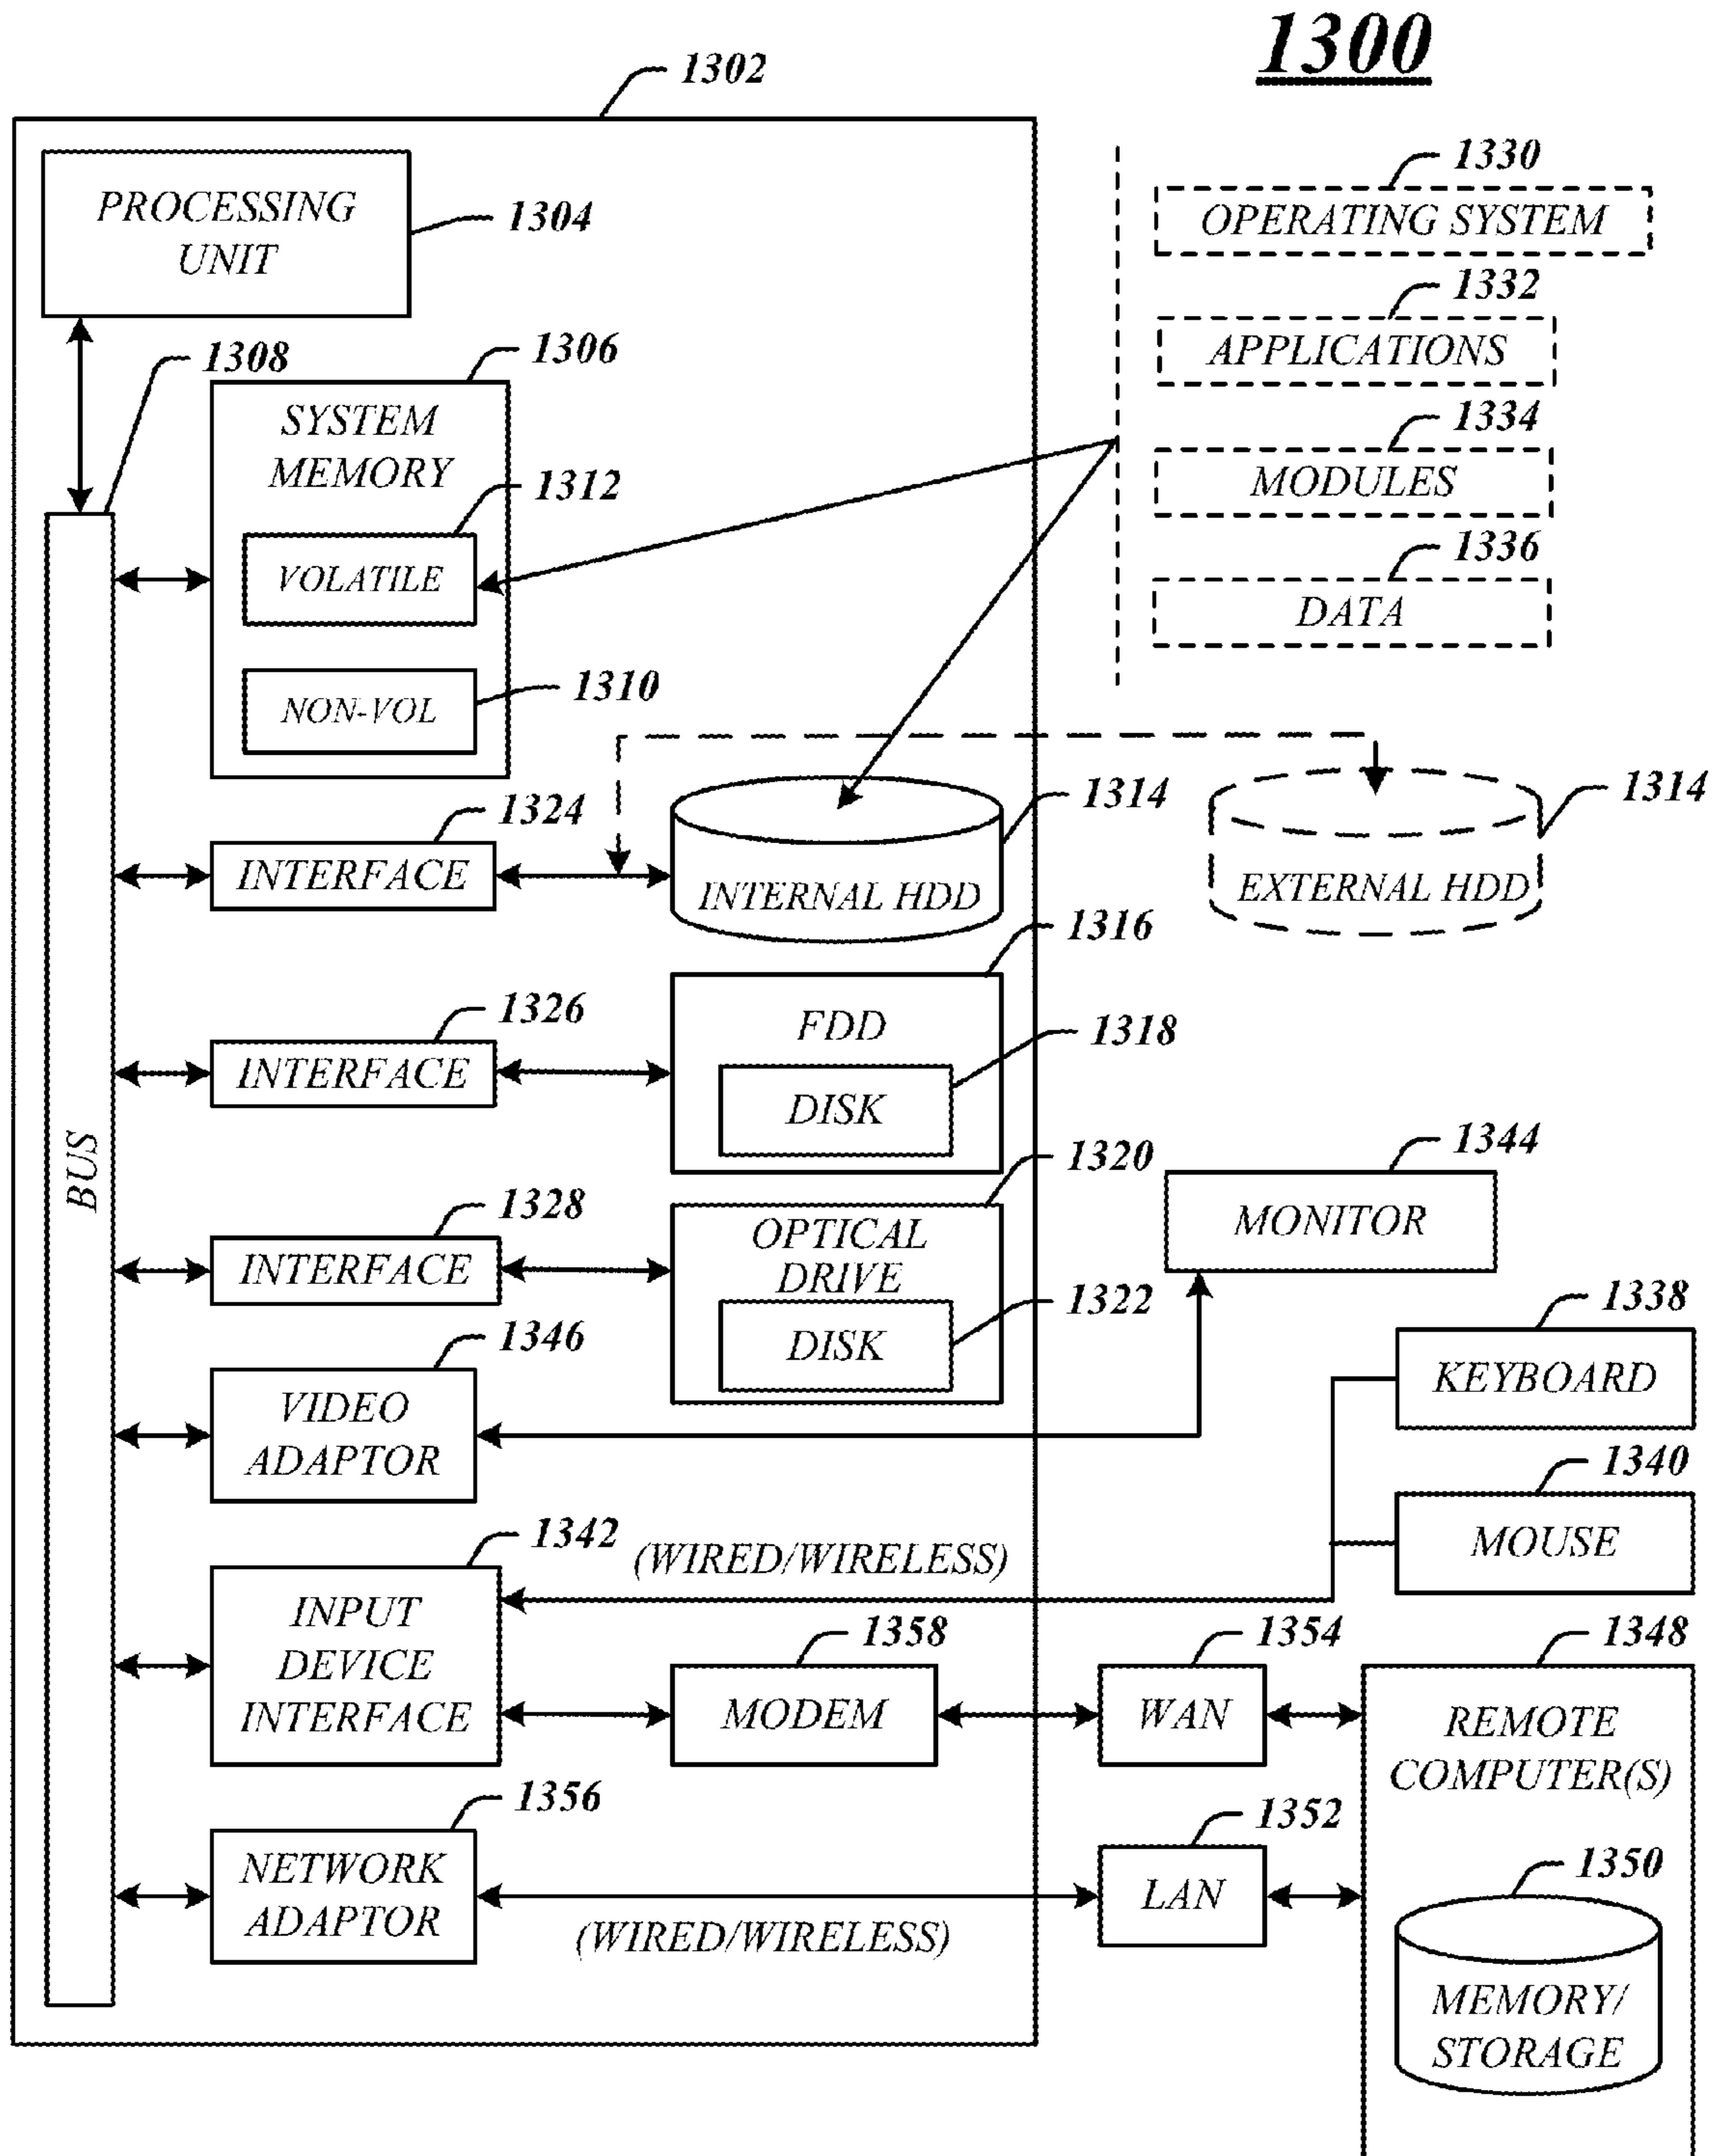 1300
1302
PROCESSING
UNIT
1304
1330
OPERATING SYSTEM
1332
APPLICATIONS
1334
MODULES
1336
DATA
1308
1306
SYSTEM
MEMORY
1312
VOLATILE
1310
NON-VOL
1324
INTERFACE
1314
INTERNAL HDD
1314
EXTERNAL HDD
1316
FDD
1326
INTERFACE
1318
DISK
BUS
1320
OPTICAL
DRIVE
1328
INTERFACE
1322
DISK
1344
MONITOR
1346
VIDEO
ADAPTOR
1338
KEYBOARD
1340
MOUSE
1342
INPUT
DEVICE
INTERFACE
(WIRED/WIRELESS)
1358
MODEM
1354
WAN
1348
REMOTE
COMPUTER(S)
1356
NETWORK
ADAPTOR
(WIRED/WIRELESS)
1352
LAN
1350
MEMORY/
STORAGE